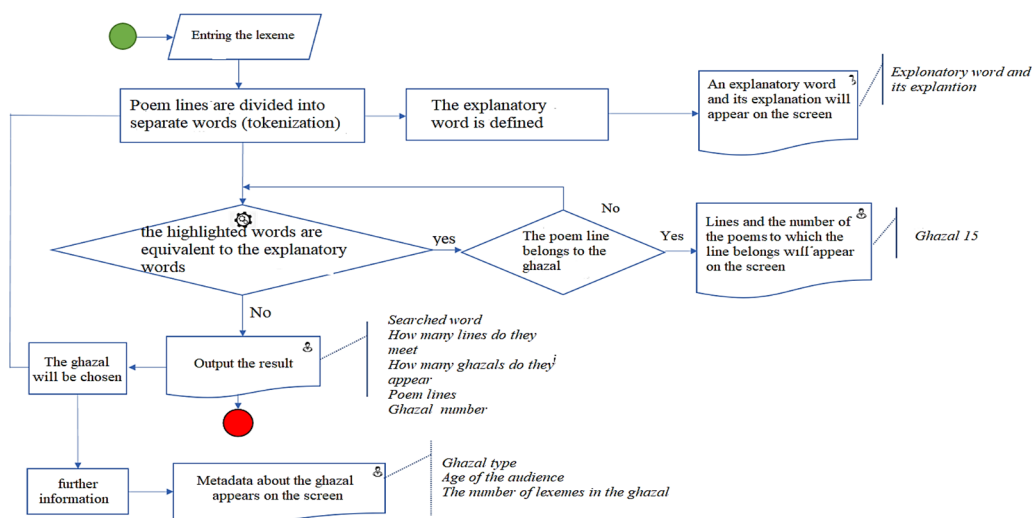 Entring the lexeme
Poem lines are divided into
separate words (tokenization)
The explanatory
word is defined
An explanatory word
and its explanation will
appear on the screen
Explonatory word and
its explantion
the highlighted words are
equivalent to the explanatory
words
yes
No
The poem line
belongs to the
ghazal
No
Yes
Lines and the number of
the poems to which the
line belongs will appear
on the screen
Ghazal 15
Output the result
Searched word
How many lines do they
meet
How many ghazals do they
appear
Poem lines
Ghazal number
The ghazal
will be chosen
further
information
Metadata about the ghazal
appears on the screen
Ghazal type
Age of the audience
The number of lexemes in the ghazal